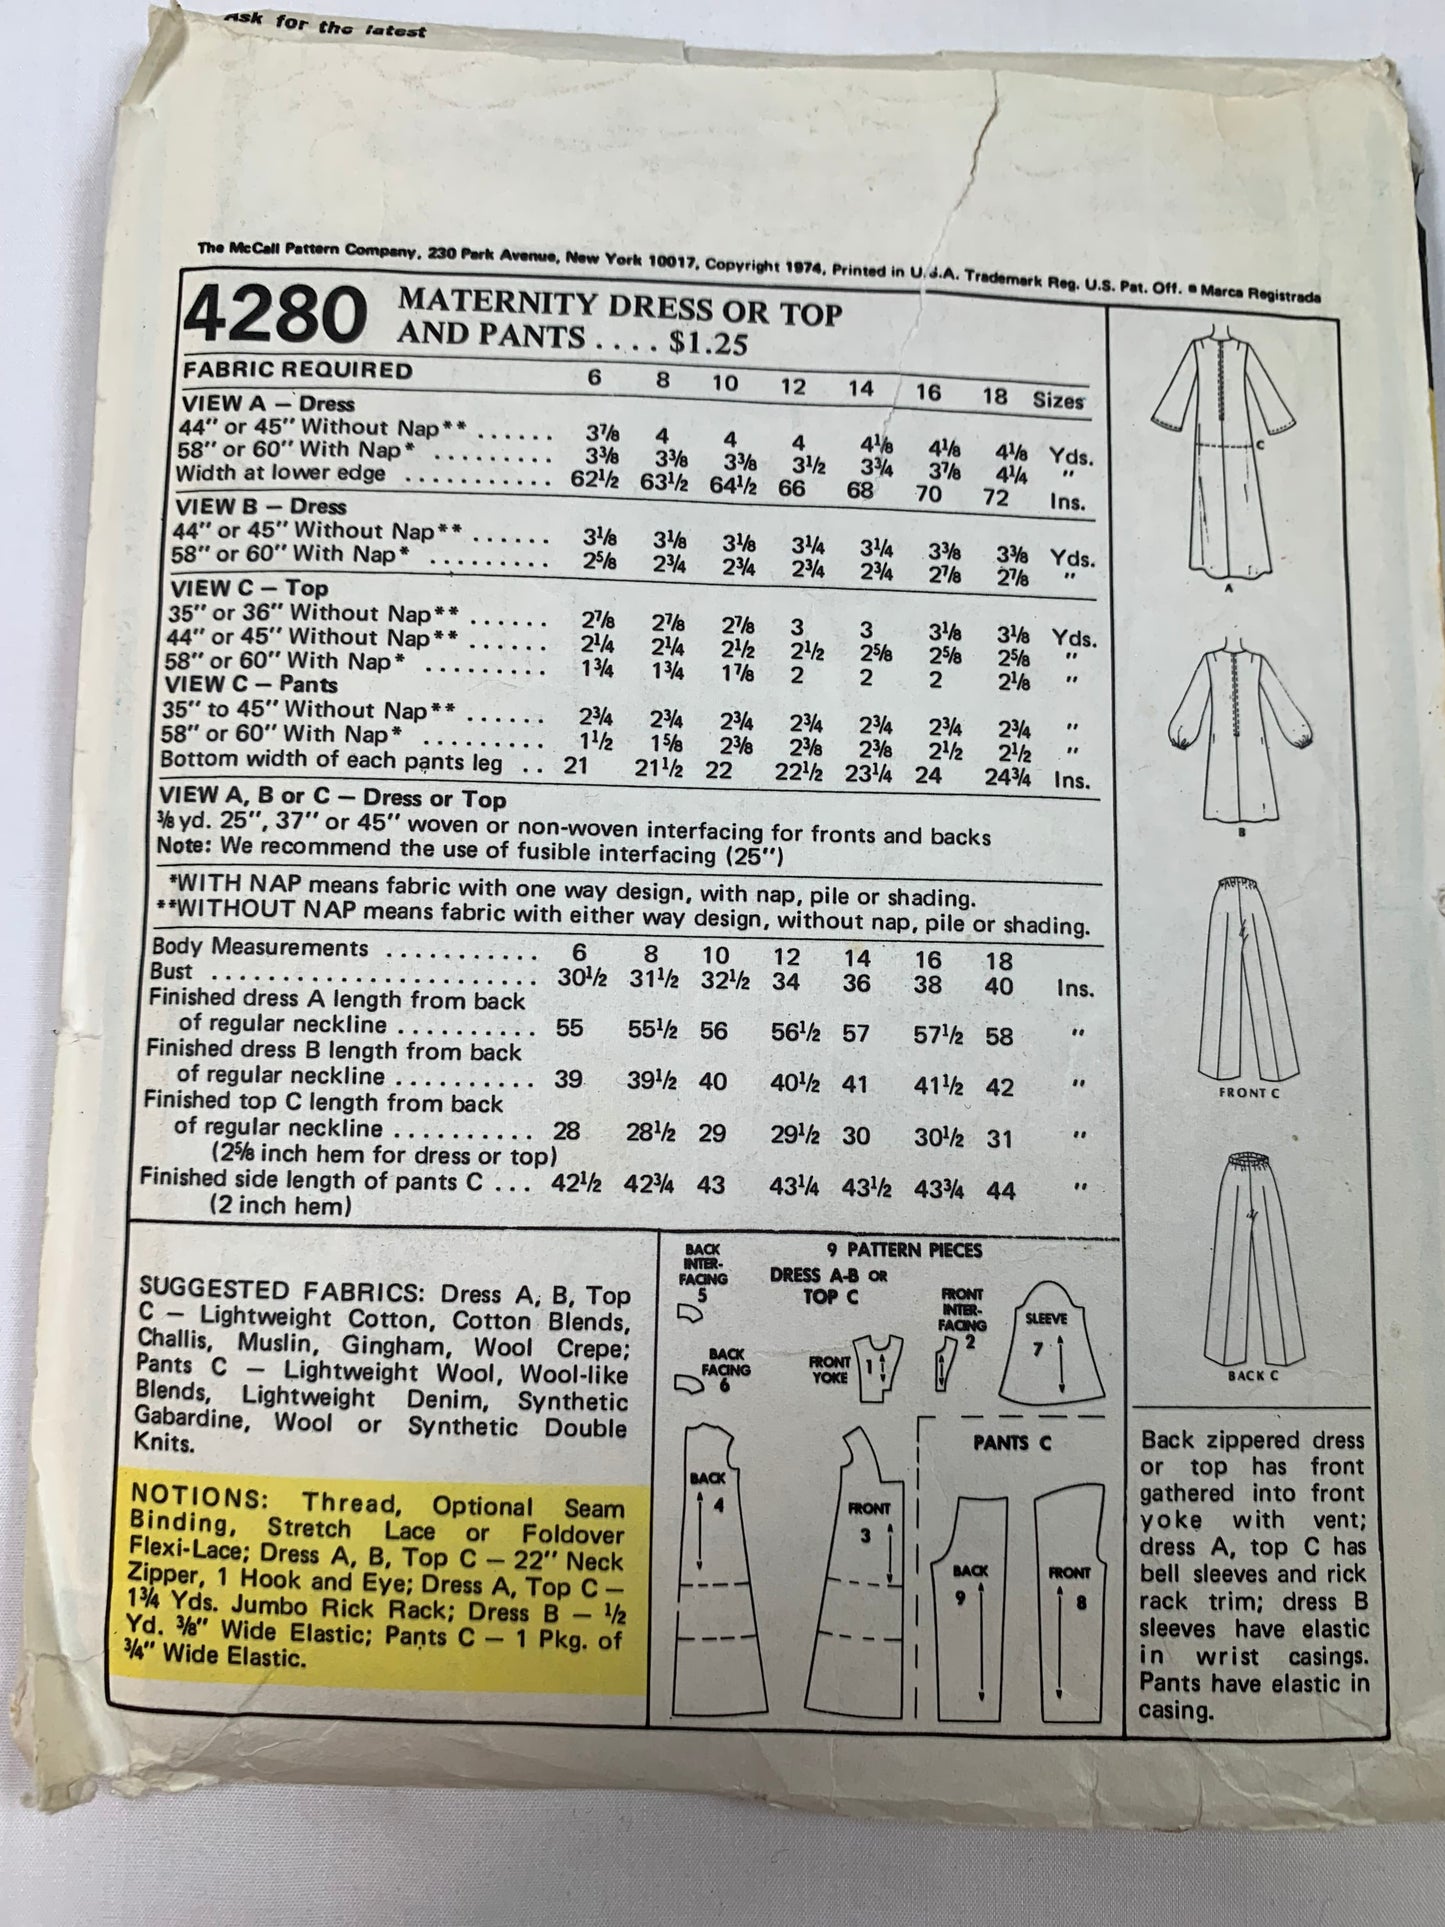 Ask for the latest
The McCall Pattern Company, 230 Park Avenue, New York 10017, Copyright 1974, Printed in U.S.A. Trademark Reg. U.S. Pat. Off. ■ Marca Registrada
4280 MATERNITY DRESS OR TOP
AND PANTS . . . . $1.25
FABRIC REQUIRED 6 8 10 12 14 16 18 Sizes
VIEW A – Dress
44" or 45" Without Nap** ...... 3⅞ 4 4 4 4⅛ 4⅛ 4⅛ Yds.
58" or 60" With Nap* ......... 3⅜ 3⅜ 3⅜ 3½ 3¾ 3⅞ 4¼ "
Width at lower edge ........... 62½ 63½ 64½ 66 68 70 72 Ins.
VIEW B – Dress
44" or 45" Without Nap** ...... 3⅛ 3⅛ 3⅛ 3¼ 3¼ 3⅜ 3⅜ Yds.
58" or 60" With Nap* ......... 2⅝ 2¾ 2¾ 2¾ 2¾ 2⅞ 2⅞ "
VIEW C – Top
35" or 36" Without Nap** ...... 2⅞ 2⅞ 2⅞ 3 3 3⅛ 3⅛ Yds.
44" or 45" Without Nap** ...... 2¼ 2¼ 2½ 2½ 2⅝ 2⅝ 2⅝ "
58" or 60" With Nap* ......... 1¾ 1¾ 1⅞ 2 2 2 2⅛ "
VIEW C – Pants
35" to 45" Without Nap** ...... 2¾ 2¾ 2¾ 2¾ 2¾ 2¾ 2¾ "
58" or 60" With Nap* ......... 1½ 1⅝ 2⅜ 2⅜ 2⅜ 2½ 2½ "
Bottom width of each pants leg .. 21 21½ 22 22½ 23¼ 24 24¾ Ins.
VIEW A, B or C – Dress or Top
⅜ yd. 25", 37" or 45" woven or non-woven interfacing for fronts and backs
Note: We recommend the use of fusible interfacing (25")
*WITH NAP means fabric with one way design, with nap, pile or shading.
**WITHOUT NAP means fabric with either way design, without nap, pile or shading.
Body Measurements ........... 6 8 10 12 14 16 18
Bust ...................... 30½ 31½ 32½ 34 36 38 40 Ins.
Finished dress A length from back
of regular neckline .......... 55 55½ 56 56½ 57 57½ 58 "
Finished dress B length from back
of regular neckline .......... 39 39½ 40 40½ 41 41½ 42 "
Finished top C length from back
of regular neckline .......... 28 28½ 29 29½ 30 30½ 31 "
(2⅝ inch hem for dress or top)
Finished side length of pants C ... 42½ 42¾ 43 43¼ 43½ 43¾ 44 "
(2 inch hem)
SUGGESTED FABRICS: Dress A, B, Top
C – Lightweight Cotton, Cotton Blends,
Challis, Muslin, Gingham, Wool Crepe;
Pants C – Lightweight Wool, Wool-like
Blends, Lightweight Denim, Synthetic
Gabardine, Wool or Synthetic Double
Knits.
NOTIONS: Thread, Optional Seam
Binding, Stretch Lace or Foldover
Flexi-Lace; Dress A, B, Top C – 22" Neck
Zipper, 1 Hook and Eye; Dress A, Top C –
1¾ Yds. Jumbo Rick Rack; Dress B – ½
Yd. ⅜" Wide Elastic; Pants C – 1 Pkg. of
¾" Wide Elastic.
9 PATTERN PIECES
DRESS A-B OR
TOP C
BACK
INTER-
FACING
5
BACK
FACING
6
FRONT
YOKE
1
FRONT
INTER-
FACING
2
SLEEVE
7
BACK
4
FRONT
3
PANTS C
BACK
9
FRONT
8
C
A
B
FRONT C
BACK C
Back zippered dress
or top has front
gathered into front
yoke with vent;
dress A, top C has
bell sleeves and rick
rack trim; dress B
sleeves have elastic
in wrist casings.
Pants have elastic in
casing.